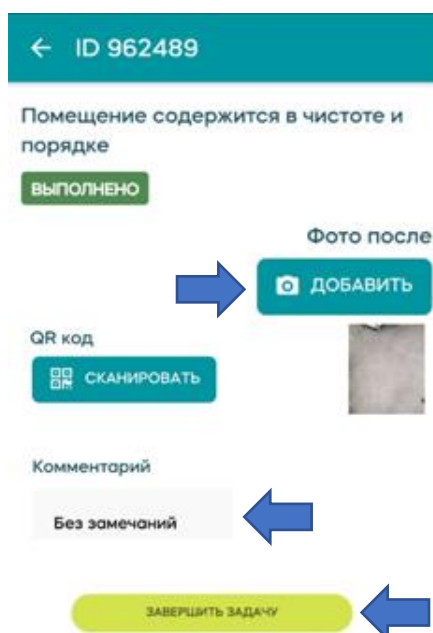 ID 962489
Помещение содержится в чистоте и
порядке
ВЫПОЛНЕНО
Фото после
ДОБАВИТЬ
QR код
СКАНИРОВАТЬ
Комментарий
Без замечаний
ЗАВЕРШИТЬ ЗАДАЧУ